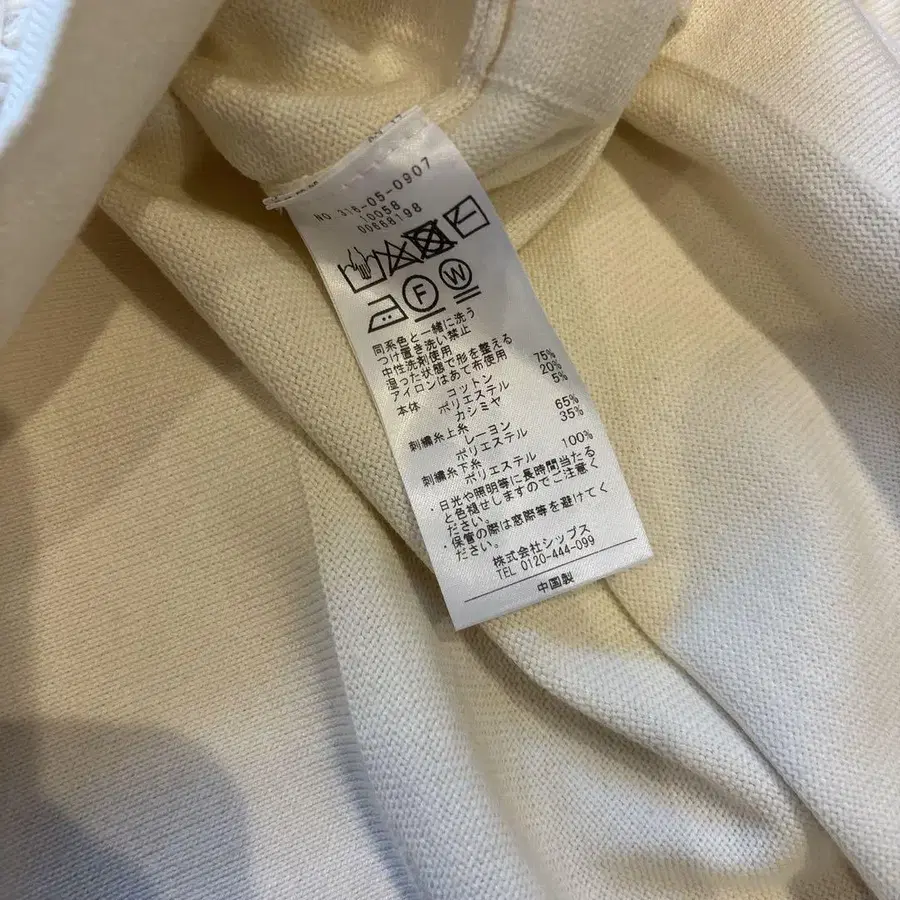 NO. 316-05-0907
10058
00668198
F W
同系色と一緒に洗う
つけ置き洗い禁止
中性洗剤使用
湿った状態で形を整える
アイロンはあて布使用
本体 コットン 75%
ポリエステル 20%
カシミヤ 5%
刺繍糸上糸
レーヨン 65%
ポリエステル 35%
刺繍糸下糸
ポリエステル 100%
・日光や照明等に長時間当たる
と色褪せしますのでご注意く
ださい。
・保管の際は窓際等を避けてく
ださい。
株式会社シップス
TEL 0120-444-099
中国製